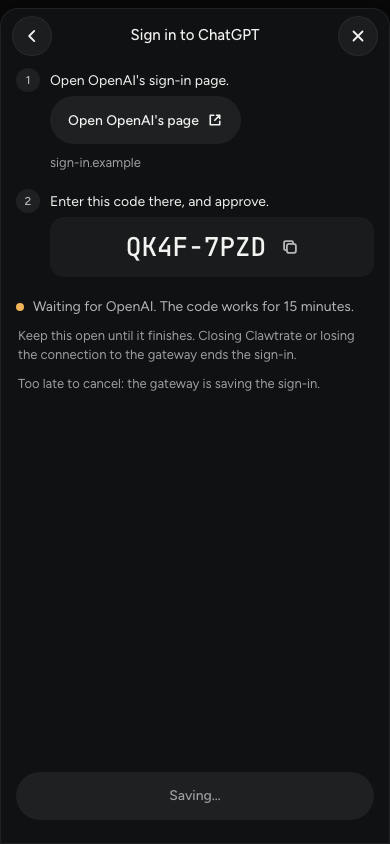 Sign in to ChatGPT
1
Open OpenAI's sign-in page.
Open OpenAI's page
sign-in.example
2
Enter this code there, and approve.
QK4F-7PZD
Waiting for OpenAI. The code works for 15 minutes.
Keep this open until it finishes. Closing Clawtrate or losing
the connection to the gateway ends the sign-in.
Too late to cancel: the gateway is saving the sign-in.
Saving…